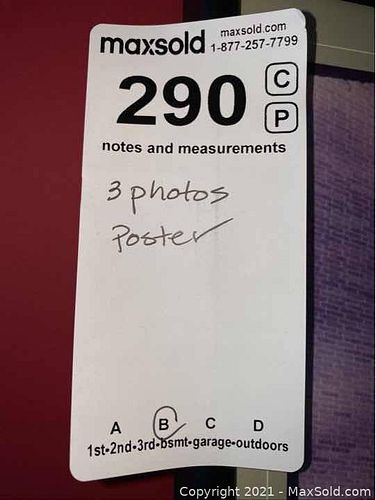 maxsold maxsold.com
1-877-257-7799
290 C
P
notes and measurements
3 photos
Poster
A B C D
1st-2nd-3rd-bsmt-garage-outdoors
Copyright 2021 - MaxSold.com